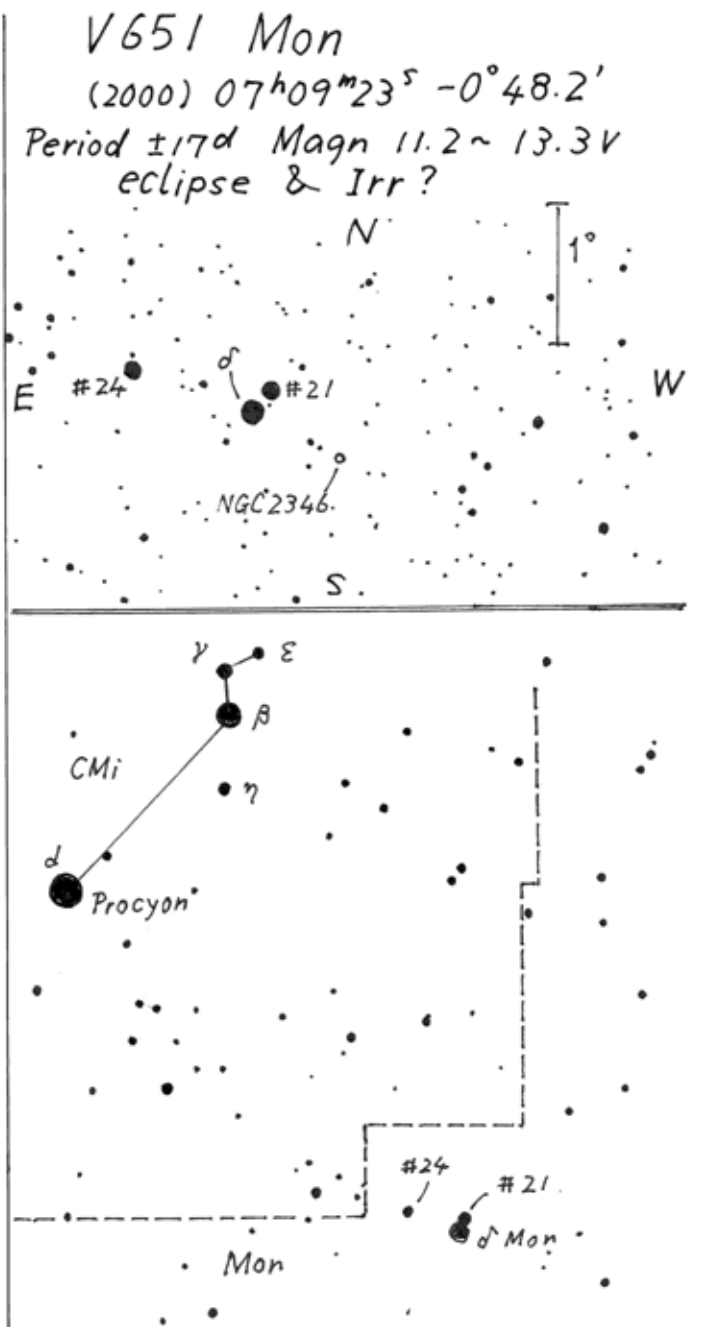 V651 Mon
(2000) 07ʰ09ᵐ23ˢ -0°48.2'
Period ±17ᵈ Magn 11.2~ 13.3V
eclipse & Irr?
N
1°
δ
#24
#21
E
W
NGC2346.
S
γ
ε
β
CMi
η
α
Procyon
#24
#21
δ Mon
Mon